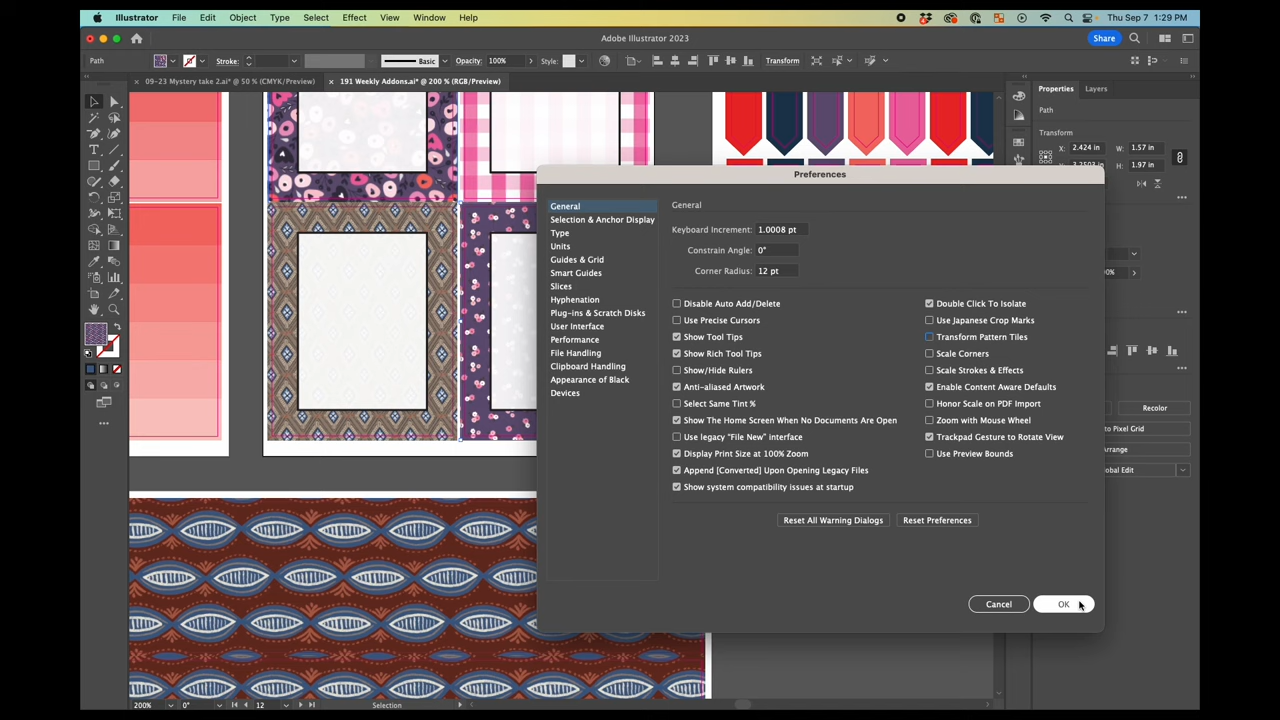 Illustrator File Edit Object Type Select Effect View Window Help Thu Sep 7 1:29 PM
Adobe Illustrator 2023 Share
Path Stroke: Basic Opacity: 100% Style: Transform
× 09-23 Mystery take 2.ai* @ 50 % (CMYK/Preview) × 191 Weekly Addons.ai* @ 200 % (RGB/Preview)
Properties Layers
Path
Transform
X: 2.424 in W: 1.57 in
Y: 3.2503 in H: 1.97 in
Preferences
General
Selection & Anchor Display
Type
Units
Guides & Grid
Smart Guides
Slices
Hyphenation
Plug-ins & Scratch Disks
User Interface
Performance
File Handling
Clipboard Handling
Appearance of Black
Devices
General
Keyboard Increment: 1.0008 pt
Constrain Angle: 0°
Corner Radius: 12 pt
Disable Auto Add/Delete
Use Precise Cursors
Show Tool Tips
Show Rich Tool Tips
Show/Hide Rulers
Anti-aliased Artwork
Select Same Tint %
Show The Home Screen When No Documents Are Open
Use legacy "File New" interface
Display Print Size at 100% Zoom
Append [Converted] Upon Opening Legacy Files
Show system compatibility issues at startup
Double Click To Isolate
Use Japanese Crop Marks
Transform Pattern Tiles
Scale Corners
Scale Strokes & Effects
Enable Content Aware Defaults
Honor Scale on PDF Import
Zoom with Mouse Wheel
Trackpad Gesture to Rotate View
Use Preview Bounds
Reset All Warning Dialogs Reset Preferences
Cancel OK
Recolor
to Pixel Grid
Arrange
obal Edit
200% 0° 12 Selection